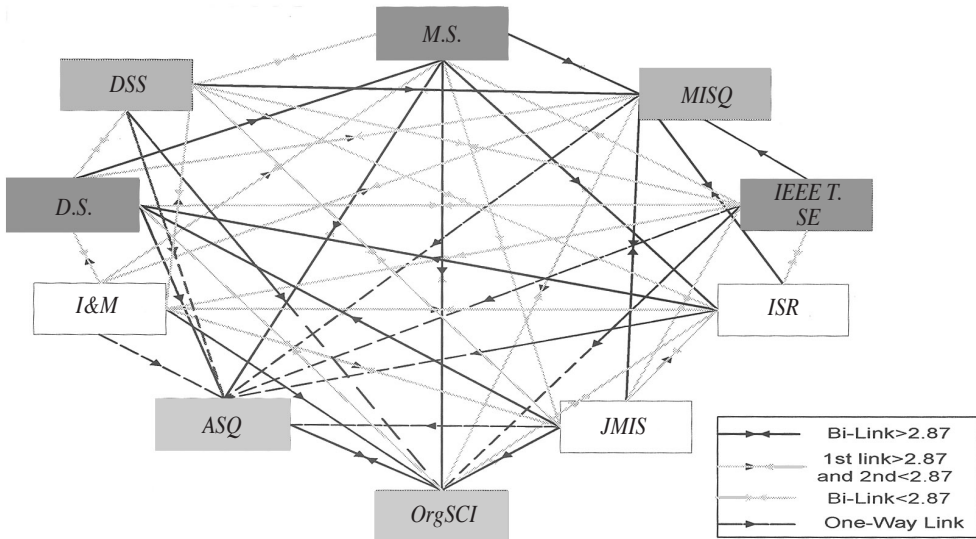 M.S.
DSS
MISQ
D.S.
IEEE T.
SE
I&M
ISR
ASQ
JMIS
OrgSCI
Bi-Link>2.87
1st link>2.87
and 2nd<2.87
Bi-Link<2.87
One-Way Link